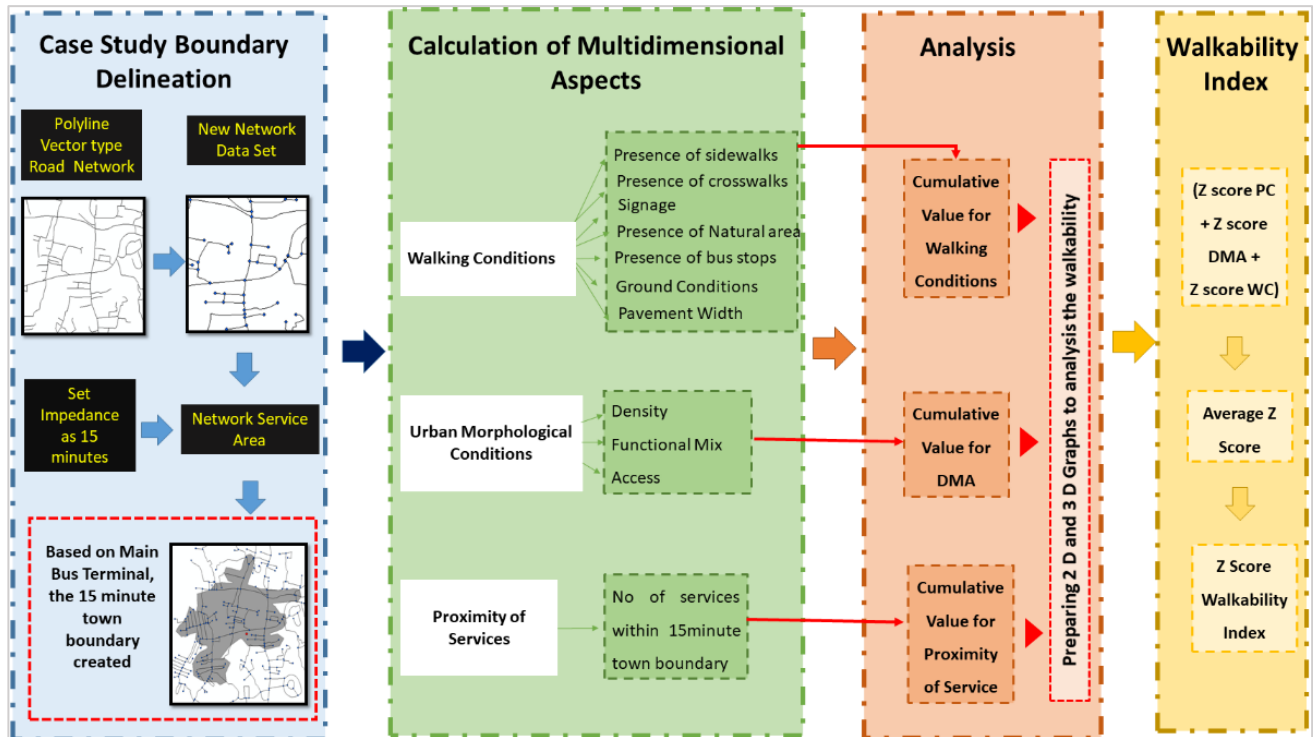 Case Study Boundary
Delineation
Polyline
Vector type
Road Network
New Network
Data Set
Set
Impedance
as 15
minutes
Network Service
Area
Based on Main
Bus Terminal,
the 15 minute
town
boundary
created
Calculation of Multidimensional
Aspects
Walking Conditions
Presence of sidewalks
Presence of crosswalks
Signage
Presence of Natural area
Presence of bus stops
Ground Conditions
Pavement Width
Urban Morphological
Conditions
Density
Functional Mix
Access
Proximity of
Services
No of services
within 15minute
town boundary
Analysis
Cumulative
Value for
Walking
Conditions
Cumulative
Value for
DMA
Cumulative
Value for
Proximity
of Service
Preparing 2 D and 3 D Graphs to analysis the walkability
Walkability
Index
(Z score PC
+ Z score
DMA +
Z score WC)
Average Z
Score
Z Score
Walkability
Index